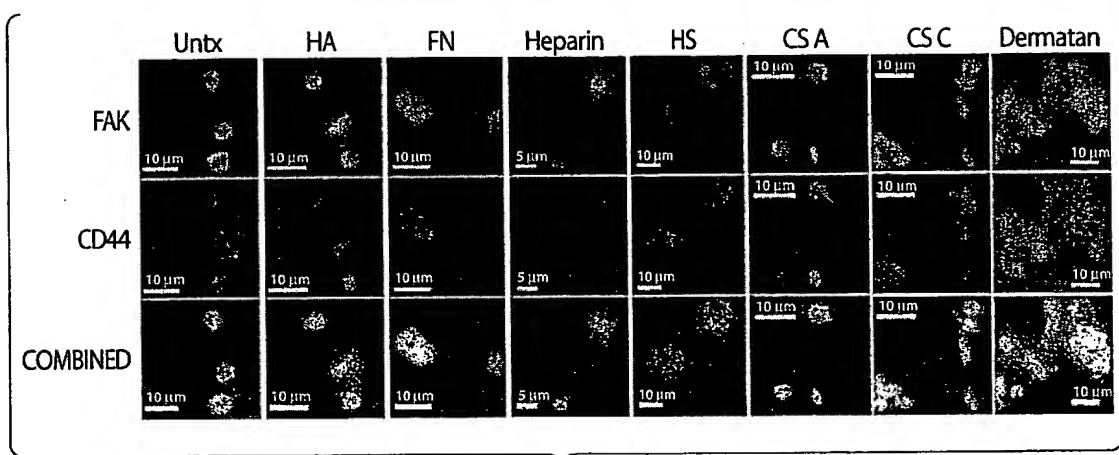 Untx HA FN Heparin HS CS A CS C Dermatan
FAK
10 µm 10 µm 10 µm 5 µm 10 µm 10 µm 10 µm 10 µm
CD44
10 µm 10 µm 10 µm 5 µm 10 µm 10 µm 10 µm 10 µm
COMBINED
10 µm 10 µm 10 µm 5 µm 10 µm 10 µm 10 µm 10 µm